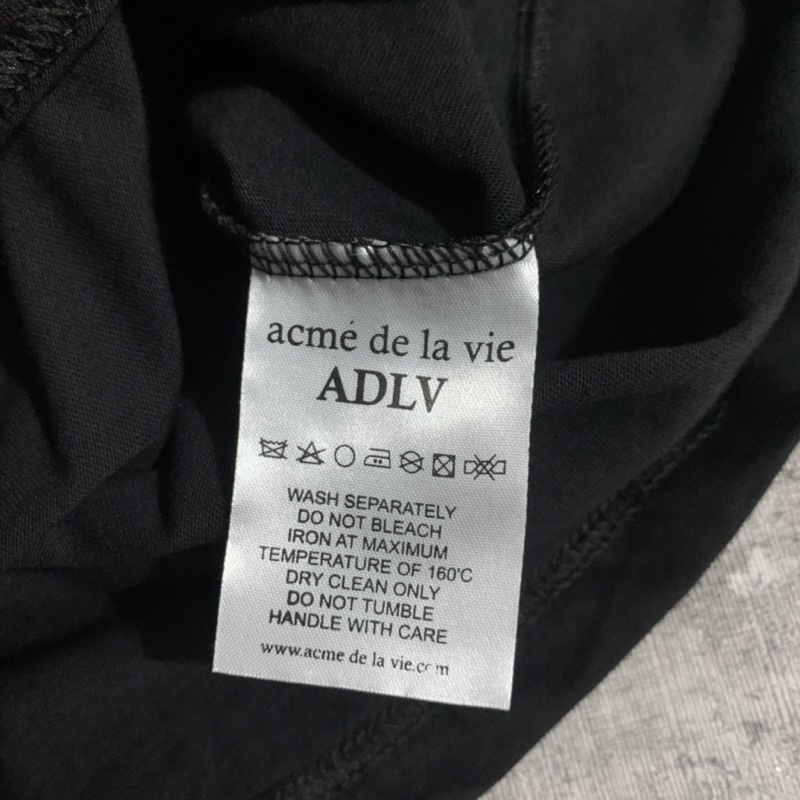 acmé de la vie
ADLV
WASH SEPARATELY
DO NOT BLEACH
IRON AT MAXIMUM
TEMPERATURE OF 160°C
DRY CLEAN ONLY
DO NOT TUMBLE
HANDLE WITH CARE
www.acme de la vie.com